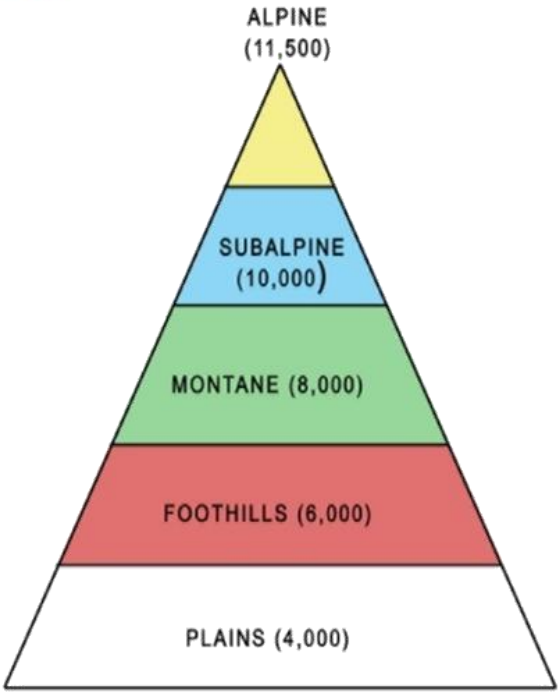 ALPINE
(11,500)
SUBALPINE
(10,000)
MONTANE (8,000)
FOOTHILLS (6,000)
PLAINS (4,000)